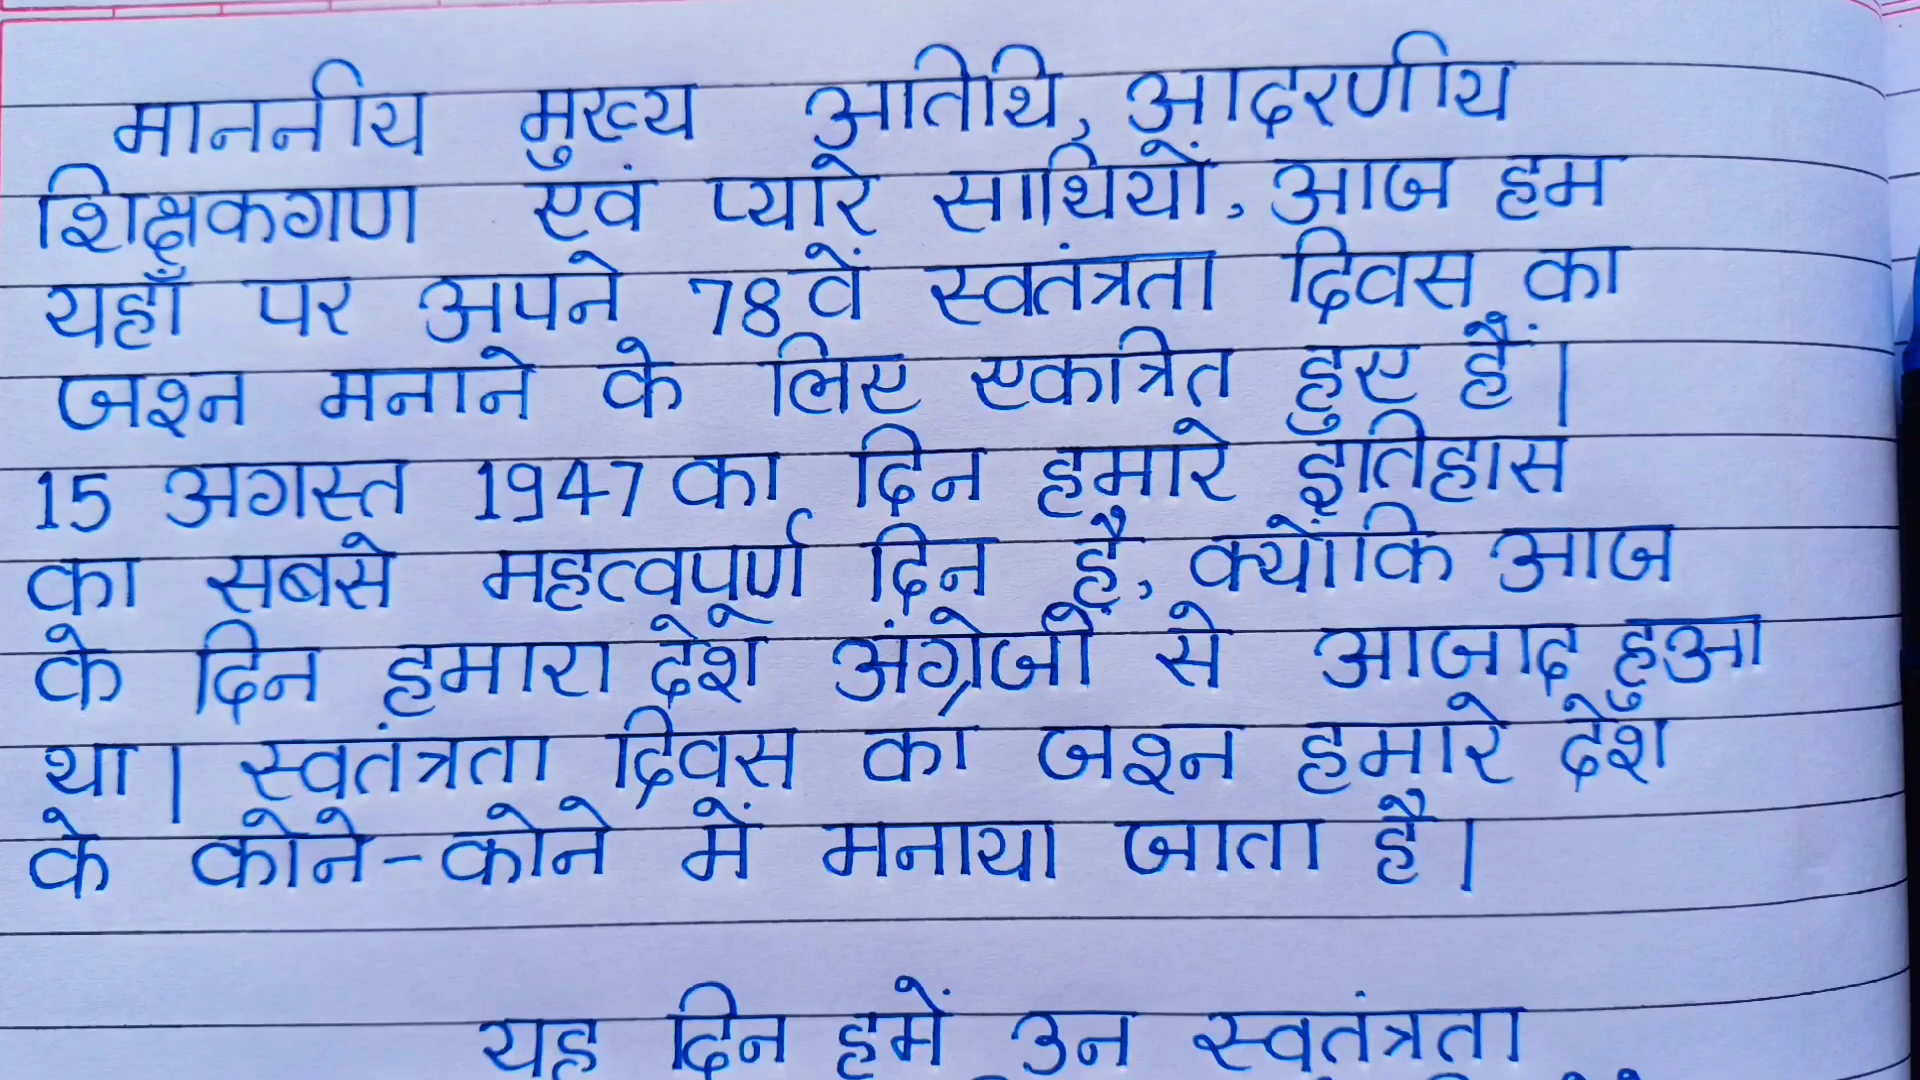 माननीय मुख्य अतिथि, आदरणीय
शिक्षकगण एवं प्यारे साथियों, आज हम
यहाँ पर अपने 78वें स्वतंत्रता दिवस का
जश्न मनाने के लिए एकत्रित हुए हैं।
15 अगस्त 1947 का दिन हमारे इतिहास
का सबसे महत्वपूर्ण दिन है, क्योंकि आज
के दिन हमारा देश अंग्रेजों से आजाद हुआ
था। स्वतंत्रता दिवस का जश्न हमारे देश
के कोने-कोने में मनाया जाता है।
यह दिन हमें उन स्वतंत्रता